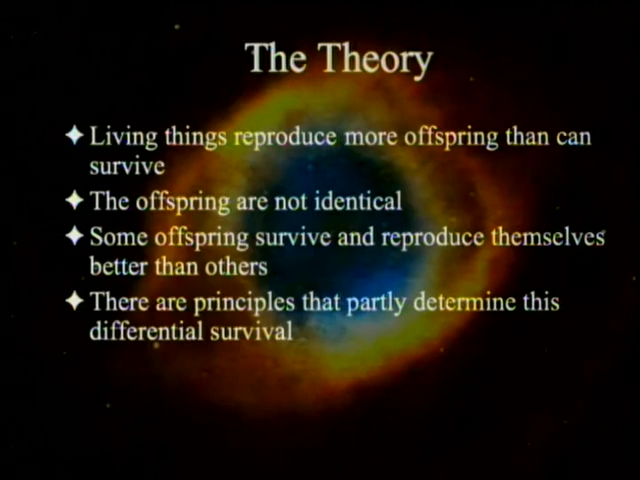 The Theory
Living things reproduce more offspring than can
survive
The offspring are not identical
Some offspring survive and reproduce themselves
better than others
There are principles that partly determine this
differential survival